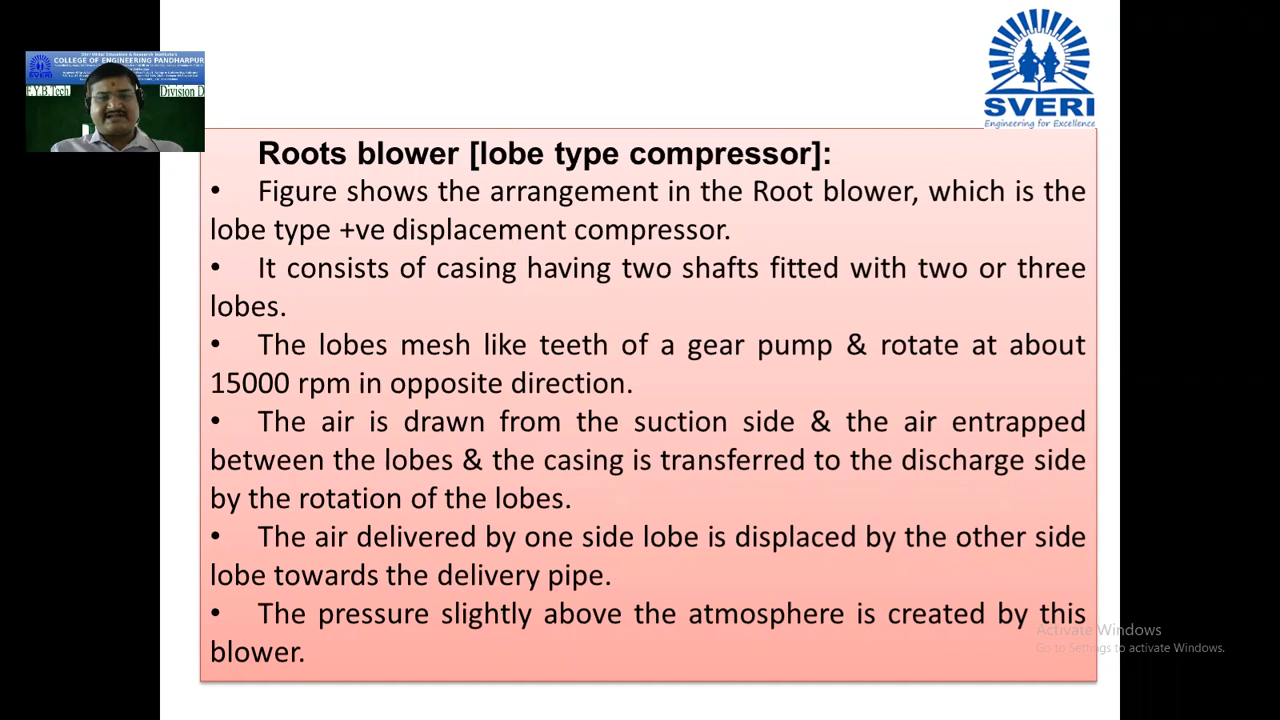 COLLEGE OF ENGINEERING PANDHARPUR
SVERI
F.Y.B.Tech
Division D
SVERI
Engineering for Excellence
Roots blower [lobe type compressor]:
• Figure shows the arrangement in the Root blower, which is the
lobe type +ve displacement compressor.
• It consists of casing having two shafts fitted with two or three
lobes.
• The lobes mesh like teeth of a gear pump & rotate at about
15000 rpm in opposite direction.
• The air is drawn from the suction side & the air entrapped
between the lobes & the casing is transferred to the discharge side
by the rotation of the lobes.
• The air delivered by one side lobe is displaced by the other side
lobe towards the delivery pipe.
• The pressure slightly above the atmosphere is created by this
blower.
Activate Windows
Go to Settings to activate Windows.